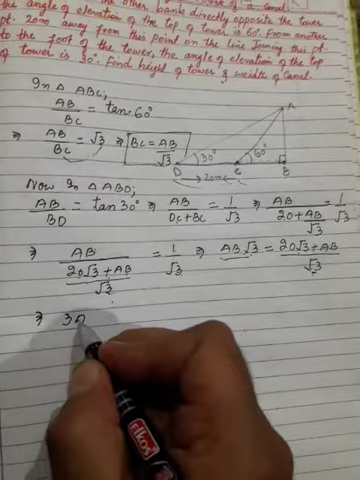 the angle of elevation of the top of tower is 60°. From another
pt. 20m away from this point on the line joining this pt.
to the foot of the tower, the angle of elevation of the top
of tower is 30°. Find height of tower & width of Canal.
In △ ABC,
AB/BC = tan60°
⇒ AB/BC = √3 ⇒ BC = AB/√3
A
30° 60°
D → 20m ← C B
Now In △ ABD,
AB/BD = tan30° ⇒ AB/(DC+BC) = 1/√3 ⇒ AB/(20 + AB/√3) = 1/√3
⇒ AB/((20√3 + AB)/√3) = 1/√3 ⇒ AB√3 = (20√3 + AB)/√3
⇒ 3
elkos